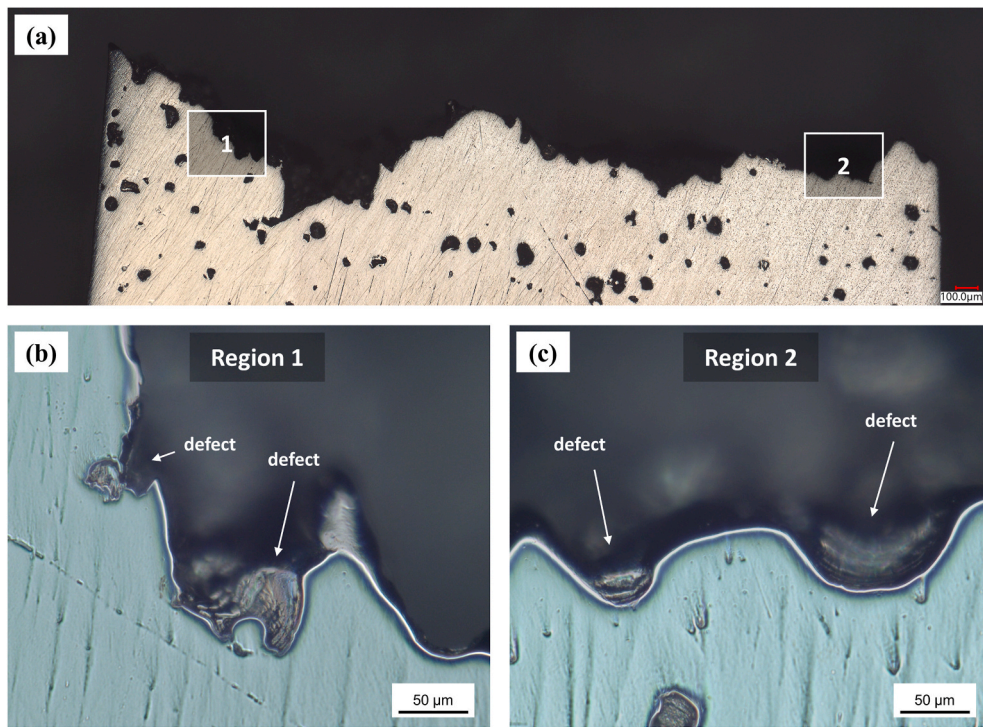 (a)
1
2
100.0μm
(b)
Region 1
defect
defect
50 μm
(c)
Region 2
defect
defect
50 μm